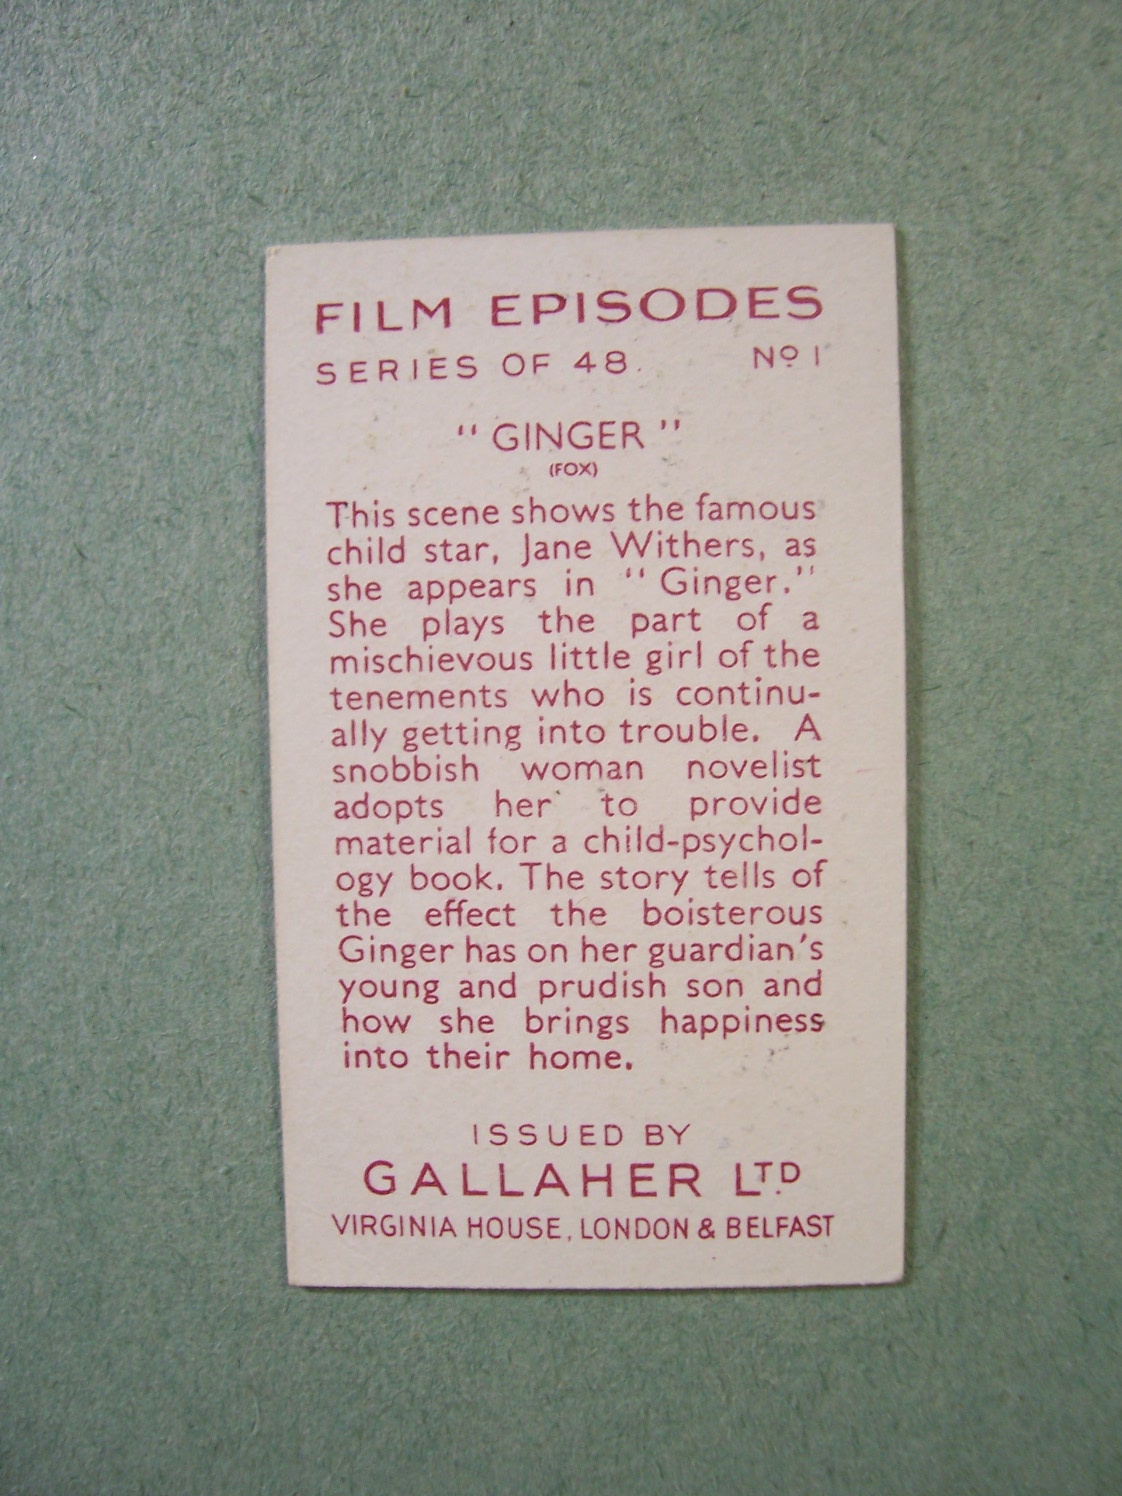 FILM EPISODES
SERIES OF 48. Nº 1
"GINGER"
(FOX)
This scene shows the famous
child star, Jane Withers, as
she appears in "Ginger."
She plays the part of a
mischievous little girl of the
tenements who is continu-
ally getting into trouble. A
snobbish woman novelist
adopts her to provide
material for a child-psychol-
ogy book. The story tells of
the effect the boisterous
Ginger has on her guardian's
young and prudish son and
how she brings happiness
into their home.
ISSUED BY
GALLAHER LTD
VIRGINIA HOUSE, LONDON & BELFAST